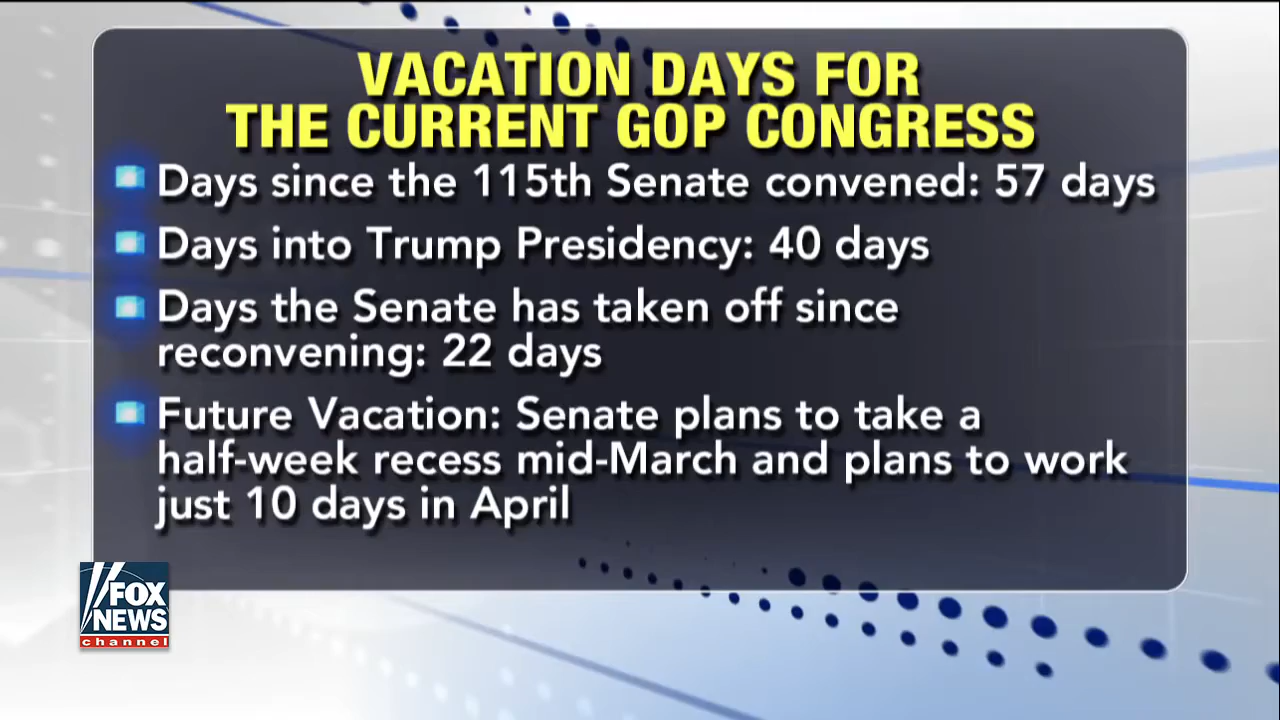 VACATION DAYS FOR
THE CURRENT GOP CONGRESS
Days since the 115th Senate convened: 57 days
Days into Trump Presidency: 40 days
Days the Senate has taken off since
reconvening: 22 days
Future Vacation: Senate plans to take a
half-week recess mid-March and plans to work
just 10 days in April
FOX
NEWS
channel